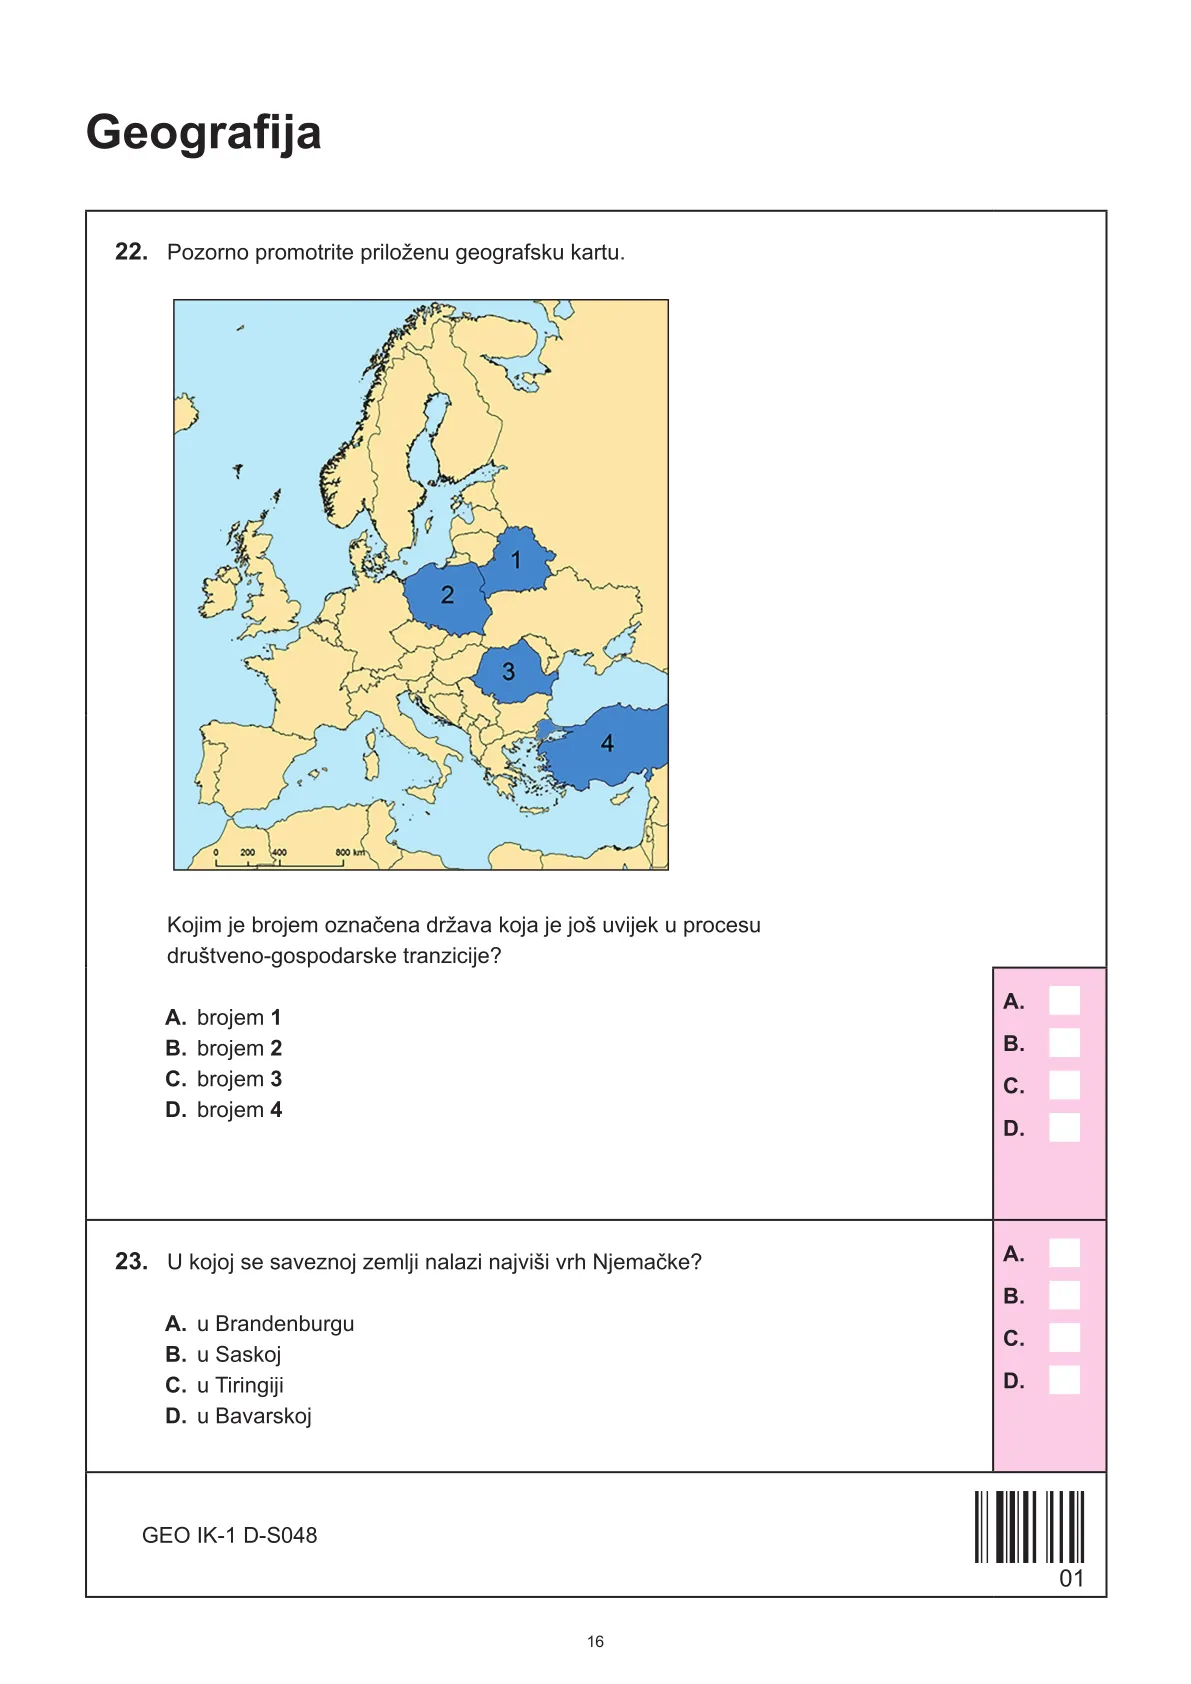 Geografija
22. Pozorno promotrite priloženu geografsku kartu.
1
2
3
4
0 200 400 800 km
Kojim je brojem označena država koja je još uvijek u procesu
društveno-gospodarske tranzicije?
A. brojem 1
B. brojem 2
C. brojem 3
D. brojem 4
A.
B.
C.
D.
23. U kojoj se saveznoj zemlji nalazi najviši vrh Njemačke?
A. u Brandenburgu
B. u Saskoj
C. u Tiringiji
D. u Bavarskoj
A.
B.
C.
D.
GEO IK-1 D-S048
01
16